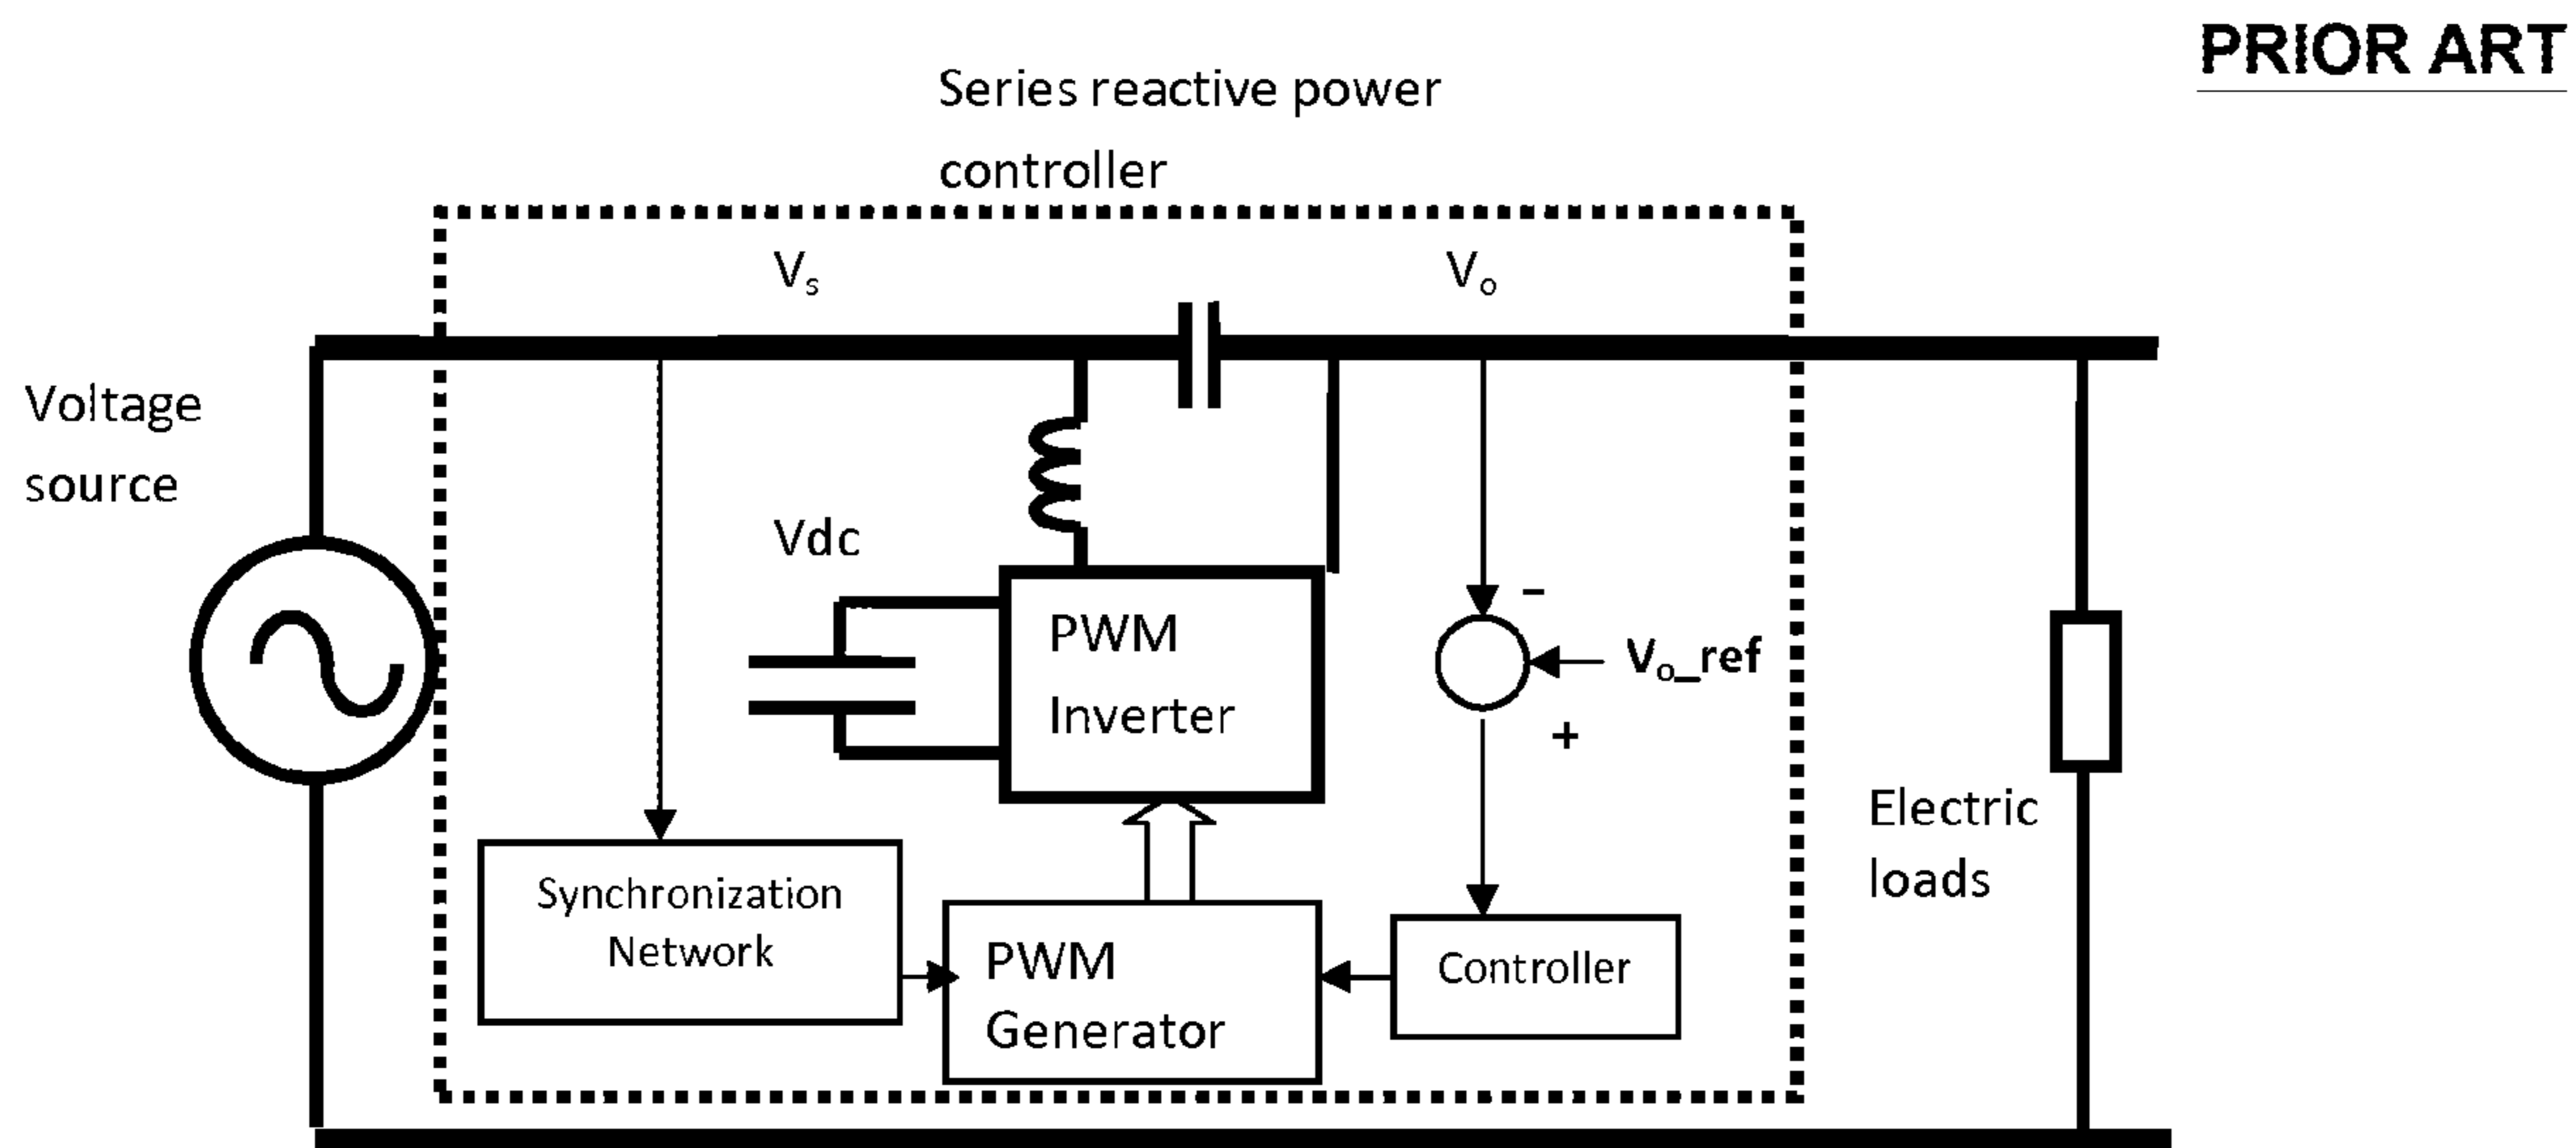 PRIOR ART
Series reactive power
controller
Vₛ
Vₒ
Voltage
source
Vdc
–
PWM
Inverter
Vₒ_ref
+
Electric
loads
Synchronization
Network
PWM
Generator
Controller